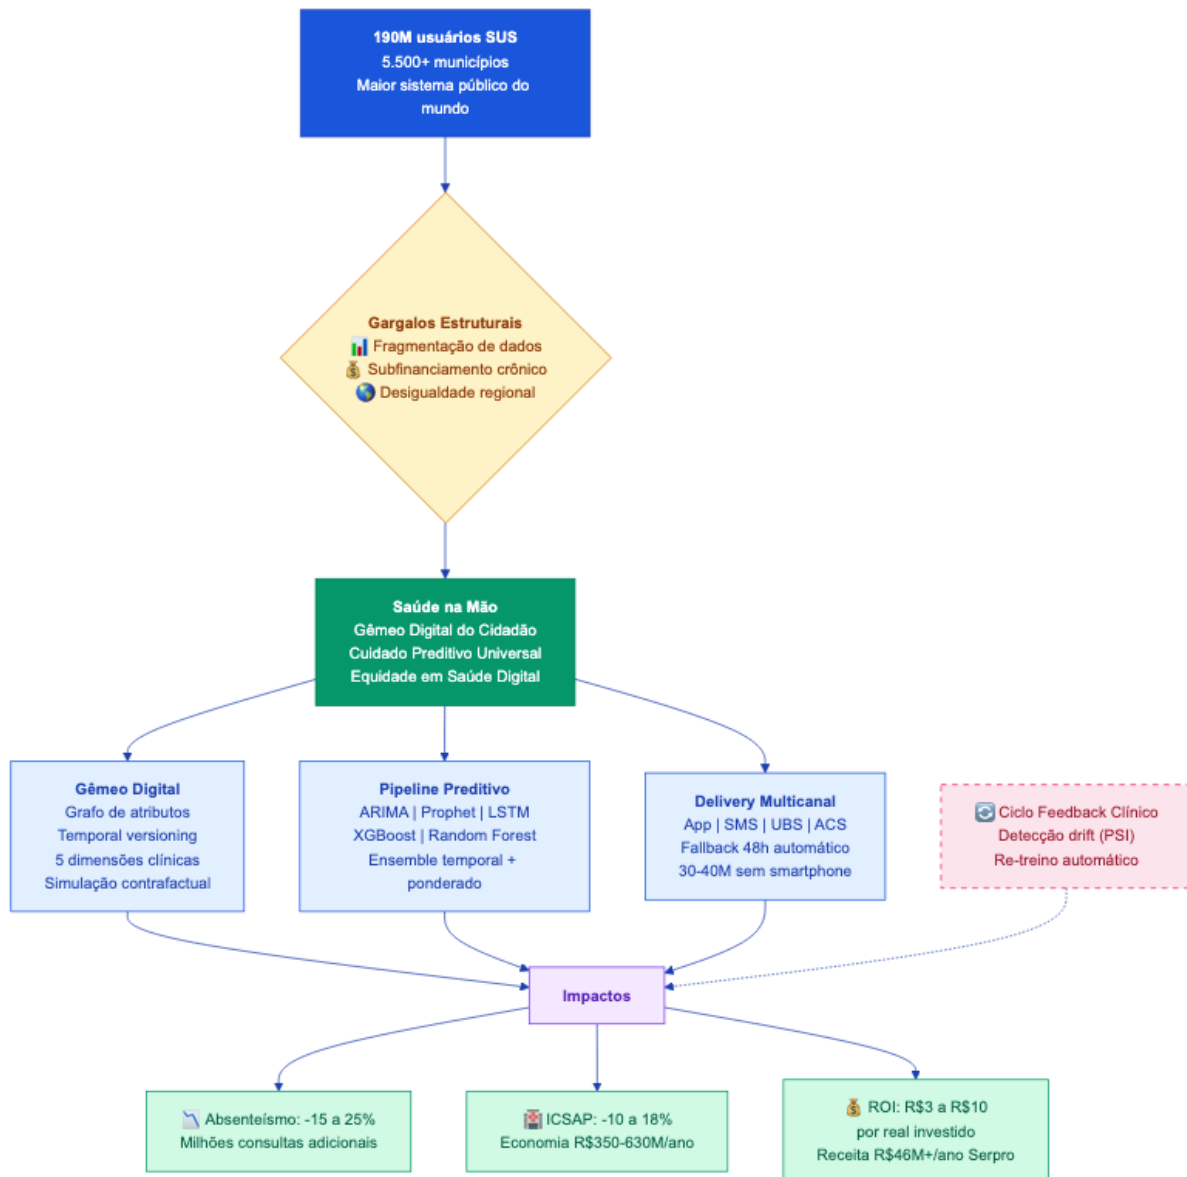 190M usuários SUS
5.500+ municípios
Maior sistema público do
mundo
Gargalos Estruturais
📊 Fragmentação de dados
💰 Subfinanciamento crônico
🌎 Desigualdade regional
Saúde na Mão
Gêmeo Digital do Cidadão
Cuidado Preditivo Universal
Equidade em Saúde Digital
Gêmeo Digital
Grafo de atributos
Temporal versioning
5 dimensões clínicas
Simulação contrafactual
Pipeline Preditivo
ARIMA | Prophet | LSTM
XGBoost | Random Forest
Ensemble temporal +
ponderado
Delivery Multicanal
App | SMS | UBS | ACS
Fallback 48h automático
30-40M sem smartphone
🔄 Ciclo Feedback Clínico
Detecção drift (PSI)
Re-treino automático
Impactos
📉 Absenteísmo: -15 a 25%
Milhões consultas adicionais
🏥 ICSAP: -10 a 18%
Economia R$350-630M/ano
💰 ROI: R$3 a R$10
por real investido
Receita R$46M+/ano Serpro